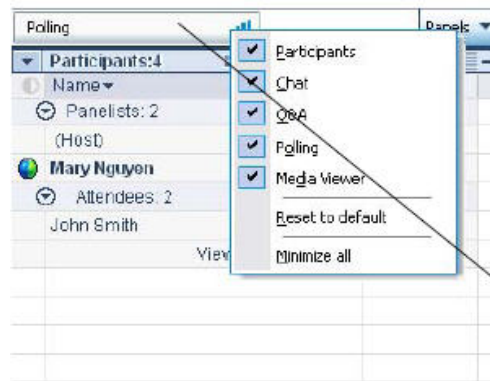 Polling
Panels
Participants:4
Name
Panelists: 2
(Host)
Mary Nguyen
Attendees: 2
John Smith
View
Participants
Chat
Q&A
Polling
Media Viewer
Reset to default
Minimize all